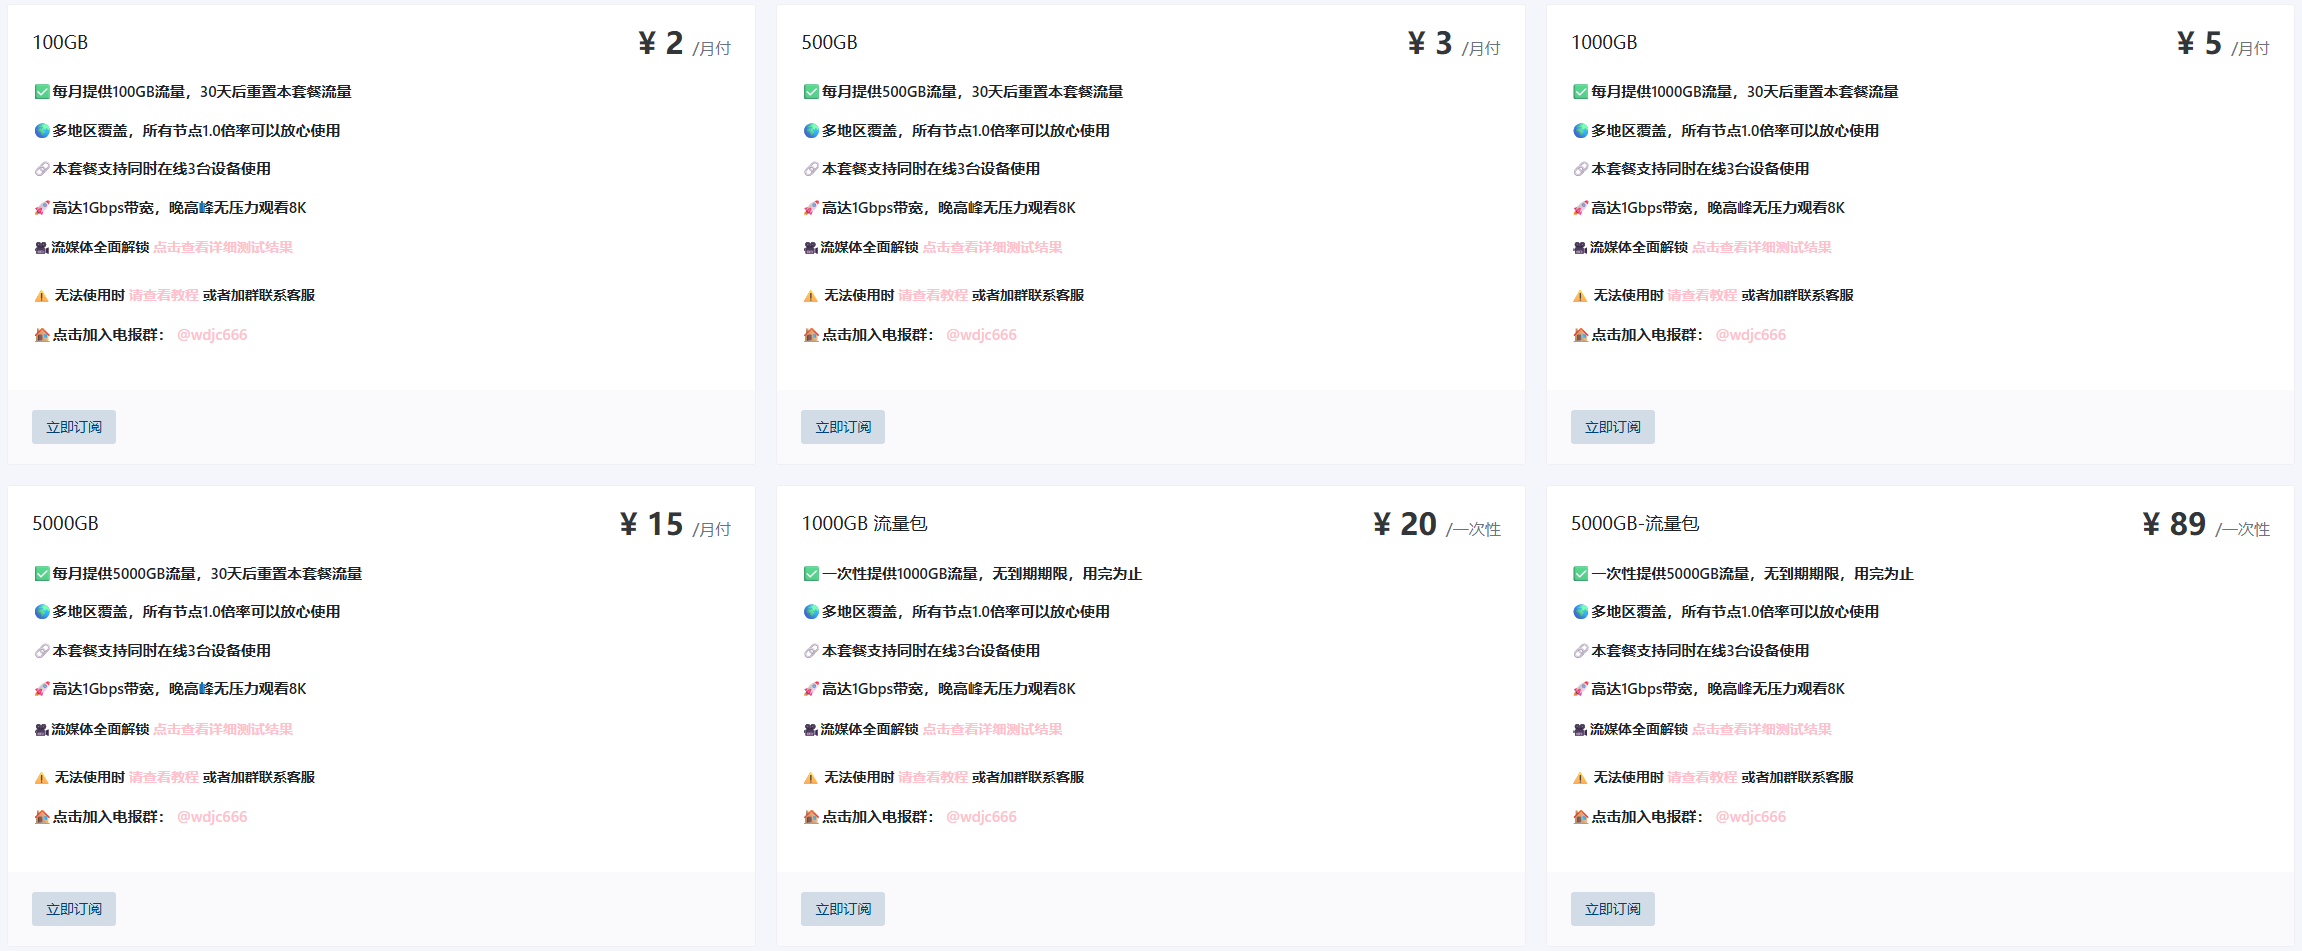 100GB
¥ 2 /月付
✅每月提供100GB流量，30天后重置本套餐流量
🌍多地区覆盖，所有节点1.0倍率可以放心使用
🔗本套餐支持同时在线3台设备使用
🚀高达1Gbps带宽，晚高峰无压力观看8K
🎥流媒体全面解锁 点击查看详细测试结果
⚠️ 无法使用时 请查看教程 或者加群联系客服
🏠点击加入电报群： @wdjc666
立即订阅
500GB
¥ 3 /月付
✅每月提供500GB流量，30天后重置本套餐流量
🌍多地区覆盖，所有节点1.0倍率可以放心使用
🔗本套餐支持同时在线3台设备使用
🚀高达1Gbps带宽，晚高峰无压力观看8K
🎥流媒体全面解锁 点击查看详细测试结果
⚠️ 无法使用时 请查看教程 或者加群联系客服
🏠点击加入电报群： @wdjc666
立即订阅
1000GB
¥ 5 /月付
✅每月提供1000GB流量，30天后重置本套餐流量
🌍多地区覆盖，所有节点1.0倍率可以放心使用
🔗本套餐支持同时在线3台设备使用
🚀高达1Gbps带宽，晚高峰无压力观看8K
🎥流媒体全面解锁 点击查看详细测试结果
⚠️ 无法使用时 请查看教程 或者加群联系客服
🏠点击加入电报群： @wdjc666
立即订阅
5000GB
¥ 15 /月付
✅每月提供5000GB流量，30天后重置本套餐流量
🌍多地区覆盖，所有节点1.0倍率可以放心使用
🔗本套餐支持同时在线3台设备使用
🚀高达1Gbps带宽，晚高峰无压力观看8K
🎥流媒体全面解锁 点击查看详细测试结果
⚠️ 无法使用时 请查看教程 或者加群联系客服
🏠点击加入电报群： @wdjc666
立即订阅
1000GB 流量包
¥ 20 /一次性
✅一次性提供1000GB流量，无到期期限，用完为止
🌍多地区覆盖，所有节点1.0倍率可以放心使用
🔗本套餐支持同时在线3台设备使用
🚀高达1Gbps带宽，晚高峰无压力观看8K
🎥流媒体全面解锁 点击查看详细测试结果
⚠️ 无法使用时 请查看教程 或者加群联系客服
🏠点击加入电报群： @wdjc666
立即订阅
5000GB-流量包
¥ 89 /一次性
✅一次性提供5000GB流量，无到期期限，用完为止
🌍多地区覆盖，所有节点1.0倍率可以放心使用
🔗本套餐支持同时在线3台设备使用
🚀高达1Gbps带宽，晚高峰无压力观看8K
🎥流媒体全面解锁 点击查看详细测试结果
⚠️ 无法使用时 请查看教程 或者加群联系客服
🏠点击加入电报群： @wdjc666
立即订阅